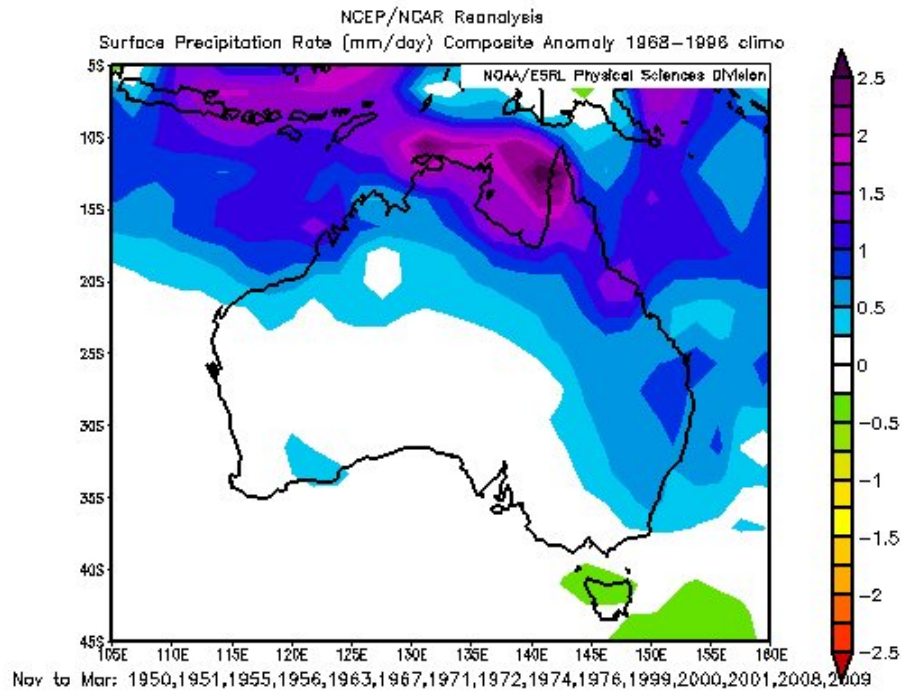 NCEP/NCAR Reanalysis
Surface Precipitation Rate (mm/day) Composite Anomaly 1968-1996 climo
NOAA/ESRL Physical Sciences Division
5S
10S
15S
20S
25S
30S
35S
40S
45S
105E 110E 115E 120E 125E 130E 135E 140E 145E 150E 155E 160E
2.5
2
1.5
1
0.5
0
-0.5
-1
-1.5
-2
-2.5
Nov to Mar: 1950,1951,1955,1956,1963,1967,1971,1972,1974,1976,1999,2000,2001,2008,2009